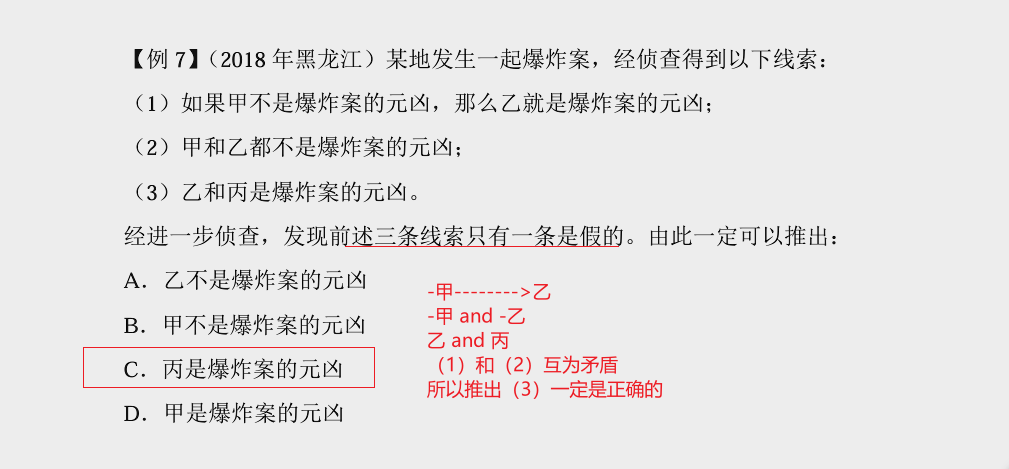 【例 7】（2018 年黑龙江）某地发生一起爆炸案，经侦查得到以下线索：
（1）如果甲不是爆炸案的元凶，那么乙就是爆炸案的元凶；
（2）甲和乙都不是爆炸案的元凶；
（3）乙和丙是爆炸案的元凶。
经进一步侦查，发现前述三条线索只有一条是假的。由此一定可以推出：
A．乙不是爆炸案的元凶
B．甲不是爆炸案的元凶
C．丙是爆炸案的元凶
D．甲是爆炸案的元凶
-甲-------->乙
-甲 and -乙
乙 and 丙
（1）和（2）互为矛盾
所以推出（3）一定是正确的